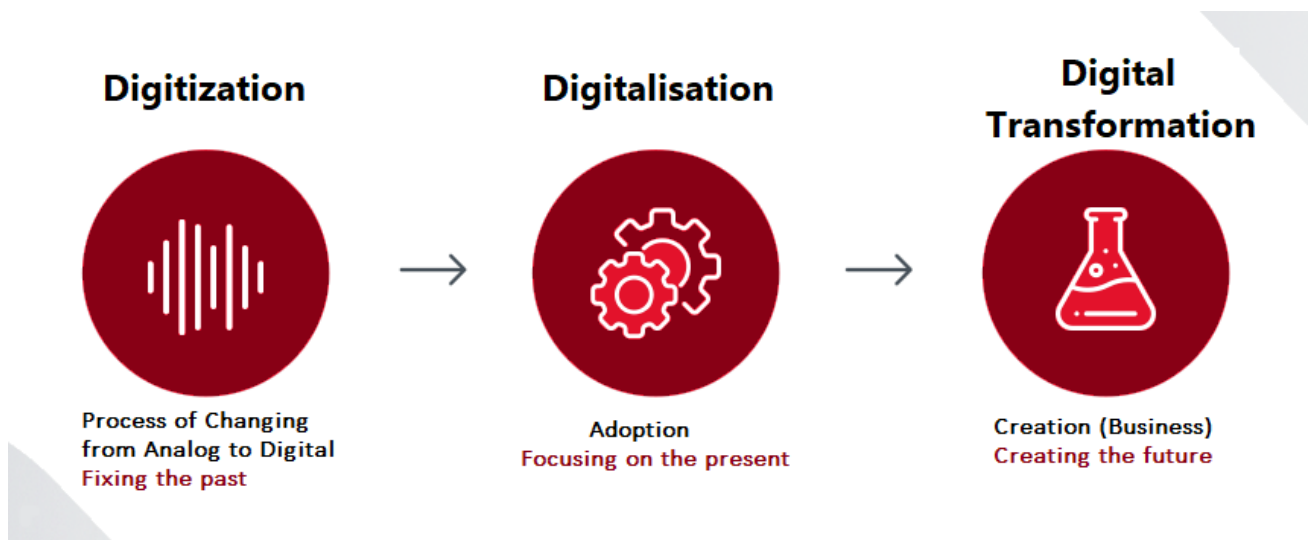 Digitization
Process of Changing
from Analog to Digital
Fixing the past
Digitalisation
Adoption
Focusing on the present
Digital
Transformation
Creation (Business)
Creating the future